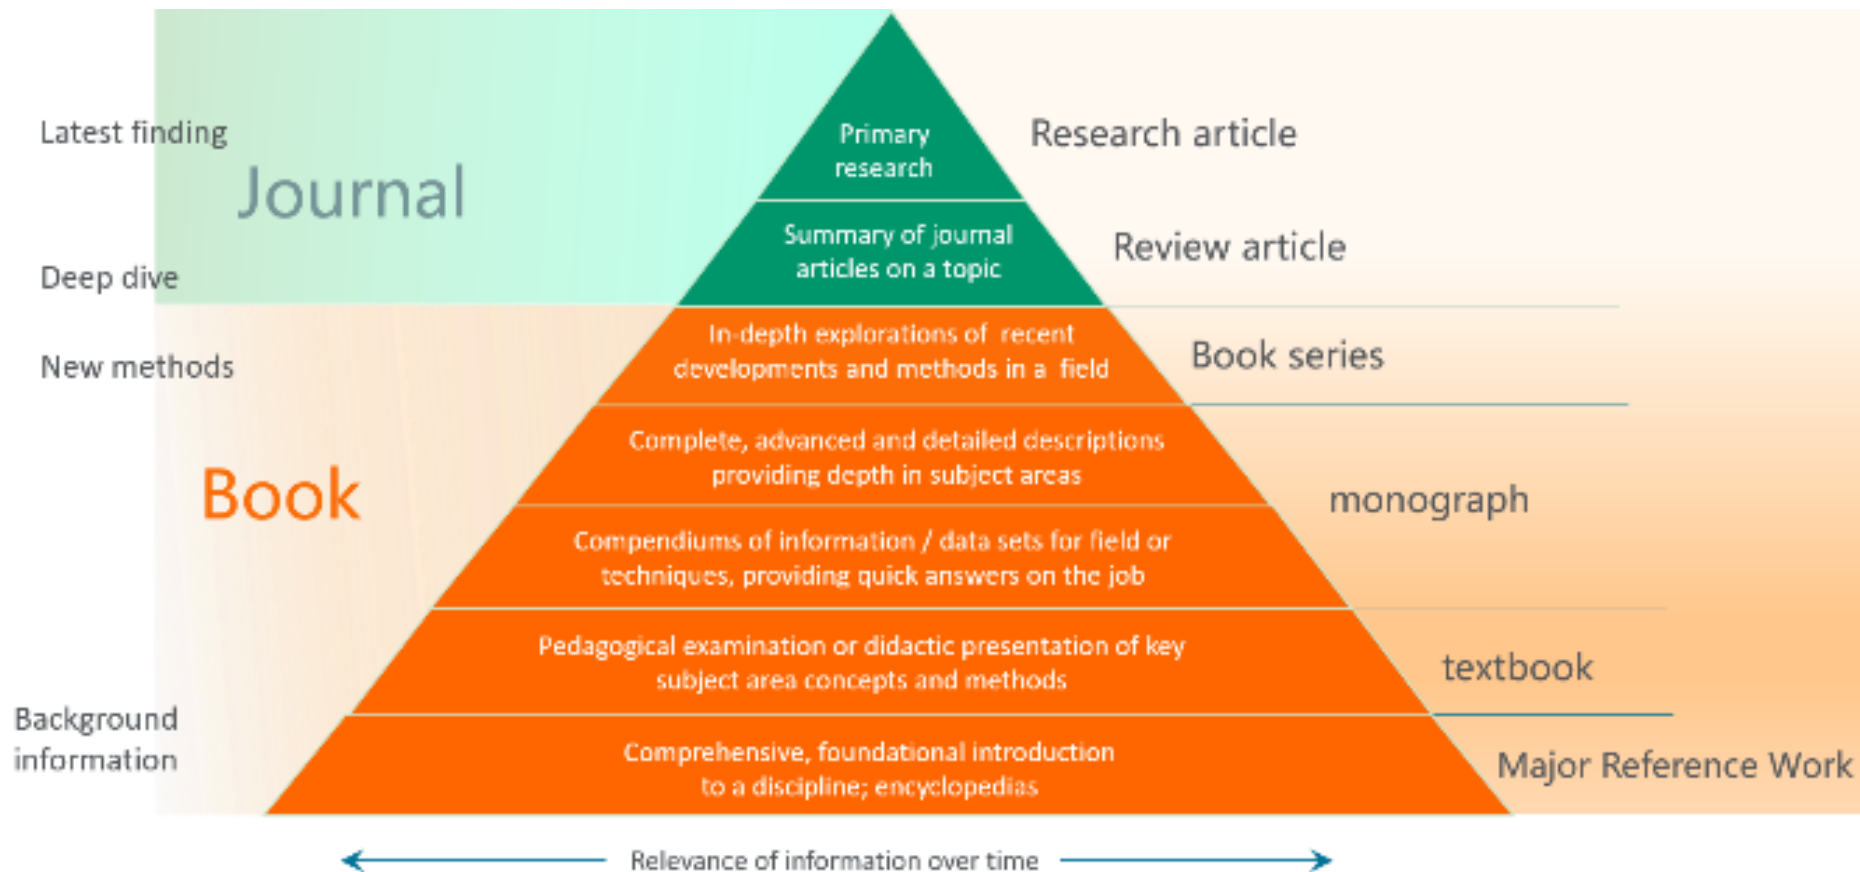 Latest finding
Journal
Deep dive
New methods
Book
Background
information
Primary
research
Summary of journal
articles on a topic
In-depth explorations of recent
developments and methods in a field
Complete, advanced and detailed descriptions
providing depth in subject areas
Compendiums of information / data sets for field or
techniques, providing quick answers on the job
Pedagogical examination or didactic presentation of key
subject area concepts and methods
Comprehensive, foundational introduction
to a discipline; encyclopedias
Research article
Review article
Book series
monograph
textbook
Major Reference Work
Relevance of information over time